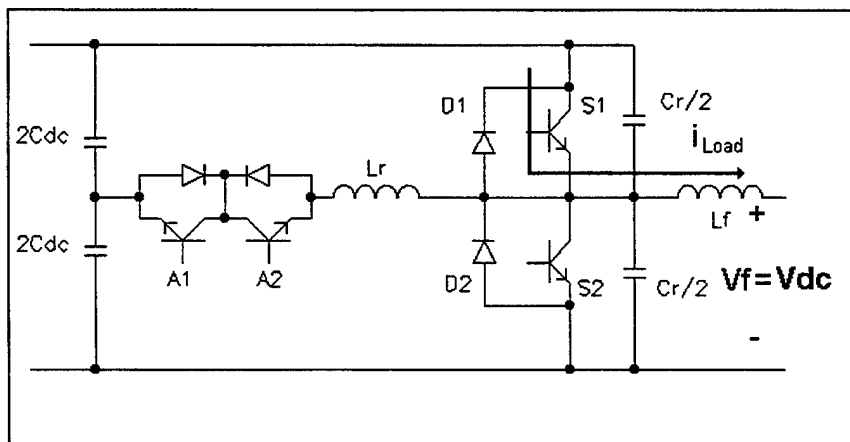 D1
S1
Cr/2
2Cdc
Lr
iLoad
Lf
+
2Cdc
A1
A2
D2
S2
Cr/2
Vf=Vdc
-